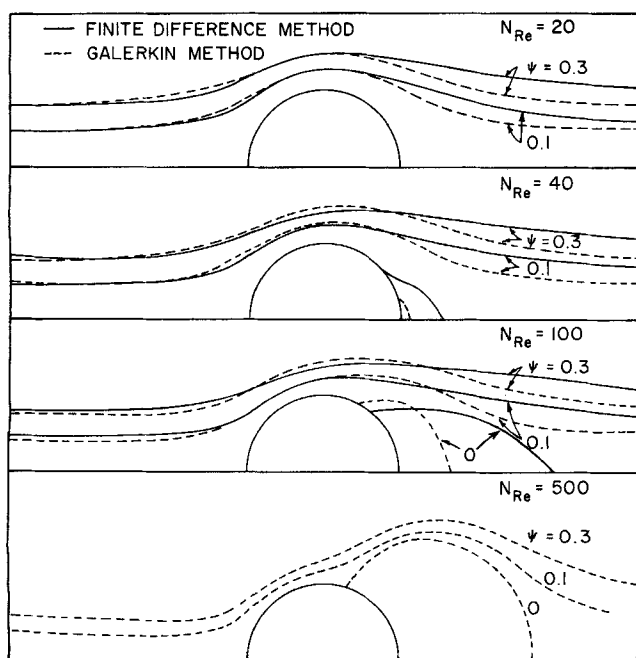 FINITE DIFFERENCE METHOD
GALERKIN METHOD
N_Re = 20
ψ = 0.3
0.1
N_Re = 40
ψ = 0.3
0.1
N_Re = 100
ψ = 0.3
0.1
0
N_Re = 500
ψ = 0.3
0.1
0